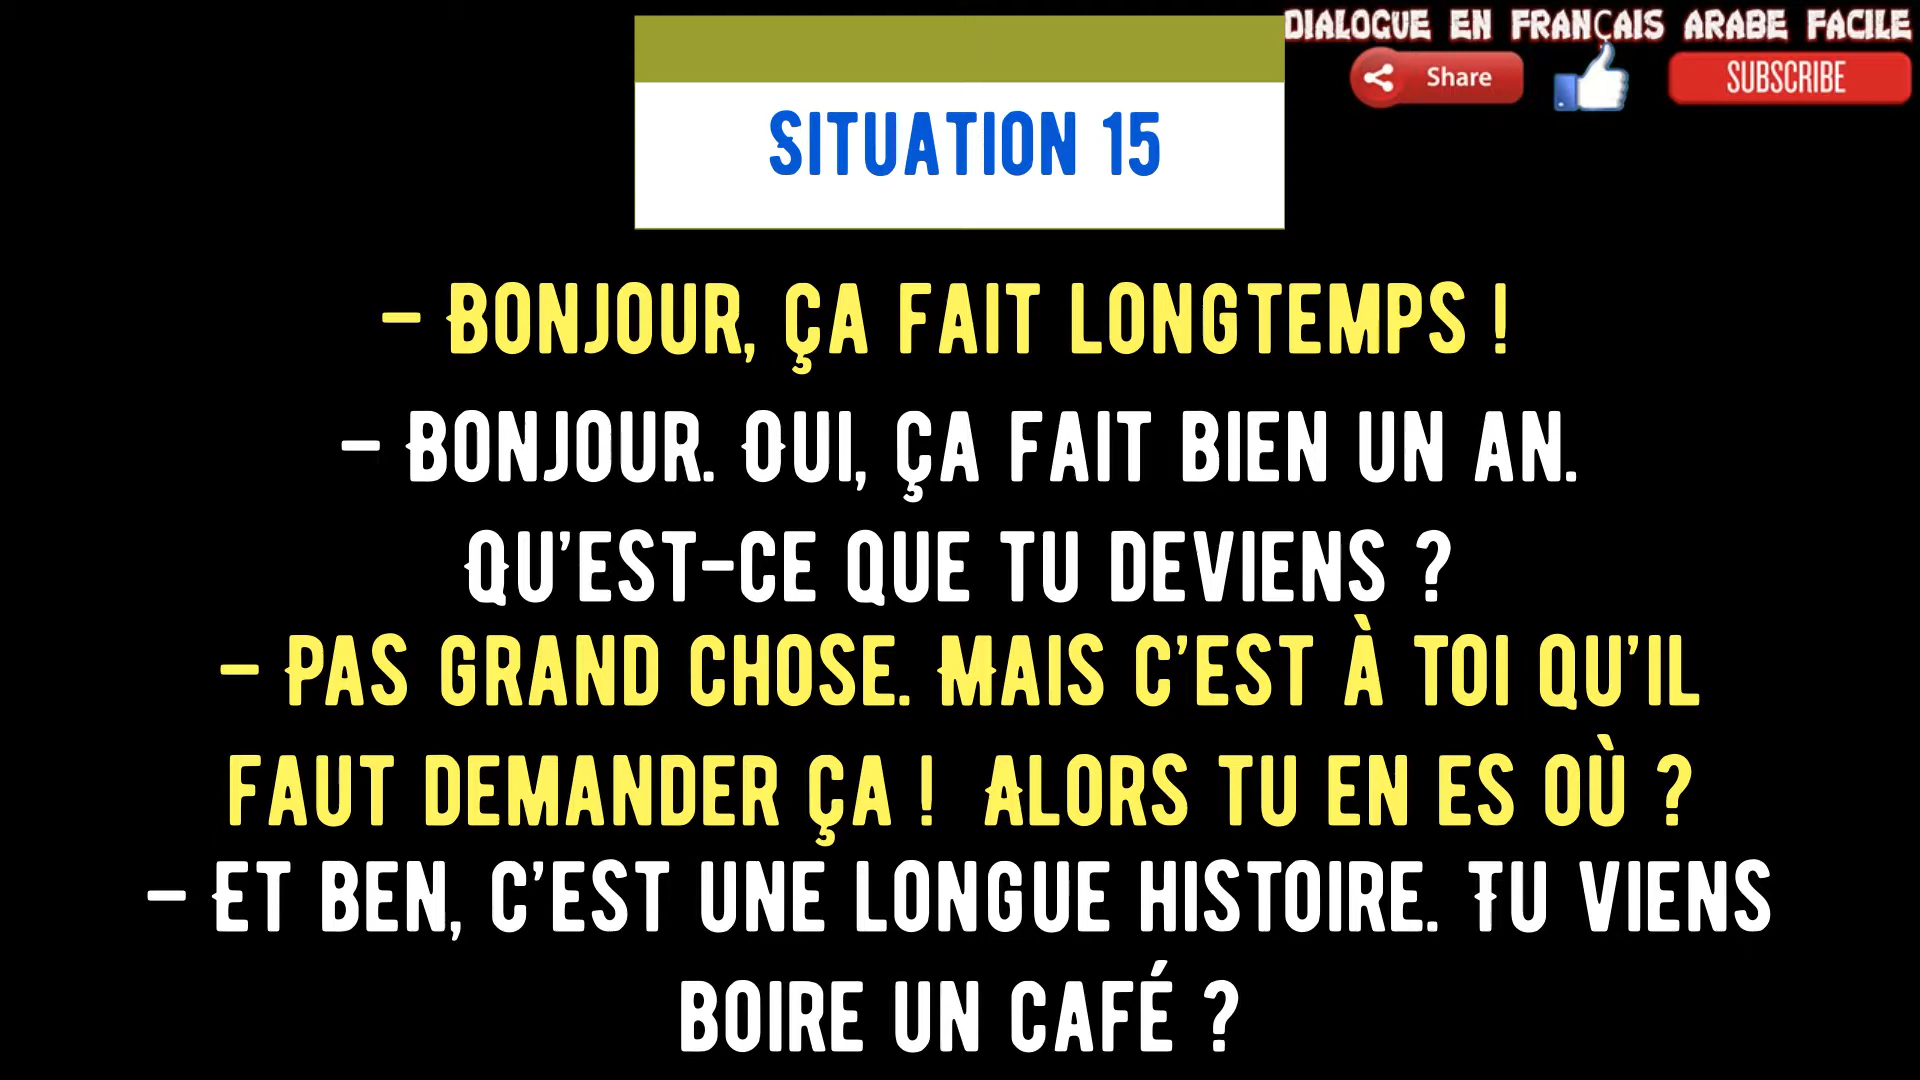 DIALOGUE EN FRANÇAIS ARABE FACILE
Share
SUBSCRIBE
SITUATION 15
– BONJOUR, ÇA FAIT LONGTEMPS !
– BONJOUR. OUI, ÇA FAIT BIEN UN AN.
QU'EST-CE QUE TU DEVIENS ?
– PAS GRAND CHOSE. MAIS C'EST À TOI QU'IL
FAUT DEMANDER ÇA ! ALORS TU EN ES OÙ ?
– ET BEN, C'EST UNE LONGUE HISTOIRE. TU VIENS
BOIRE UN CAFÉ ?